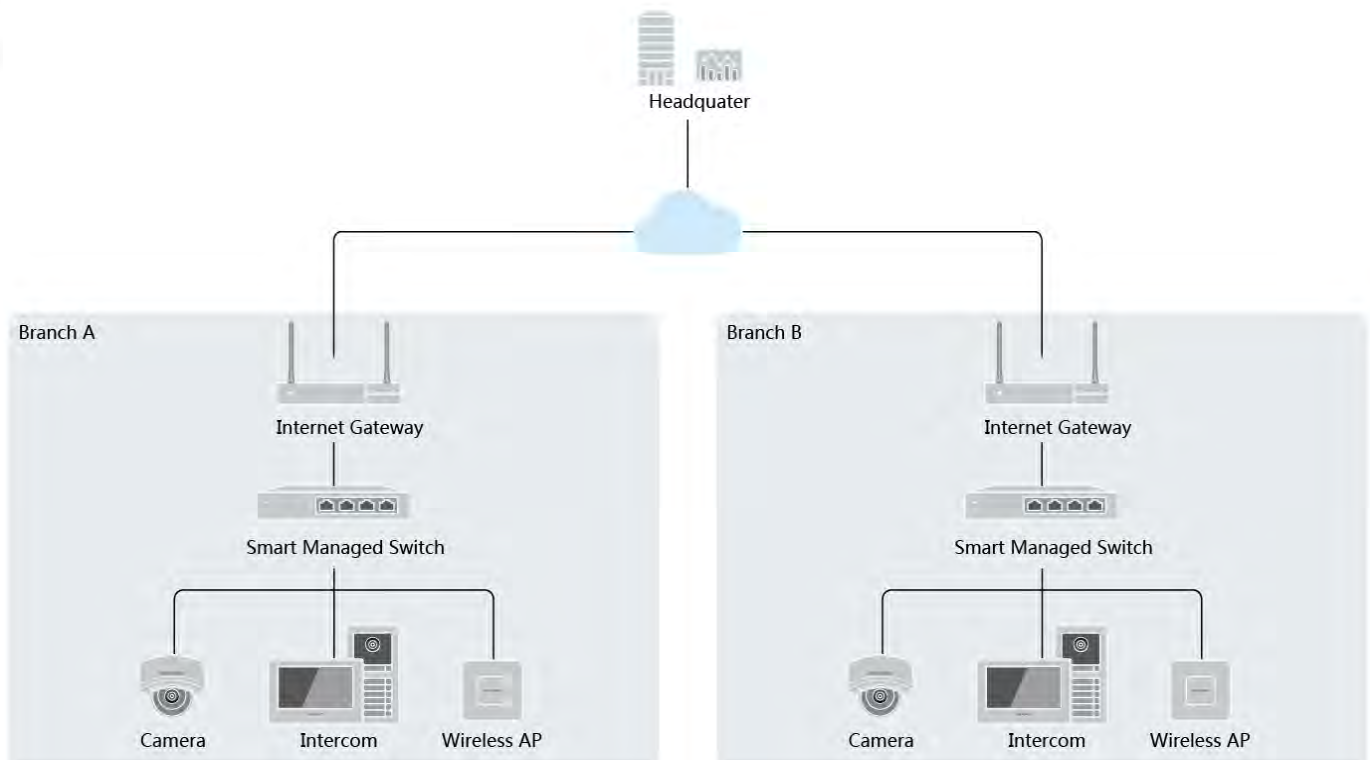 Headquater
Branch A
Internet Gateway
Smart Managed Switch
Camera
Intercom
Wireless AP
Branch B
Internet Gateway
Smart Managed Switch
Camera
Intercom
Wireless AP